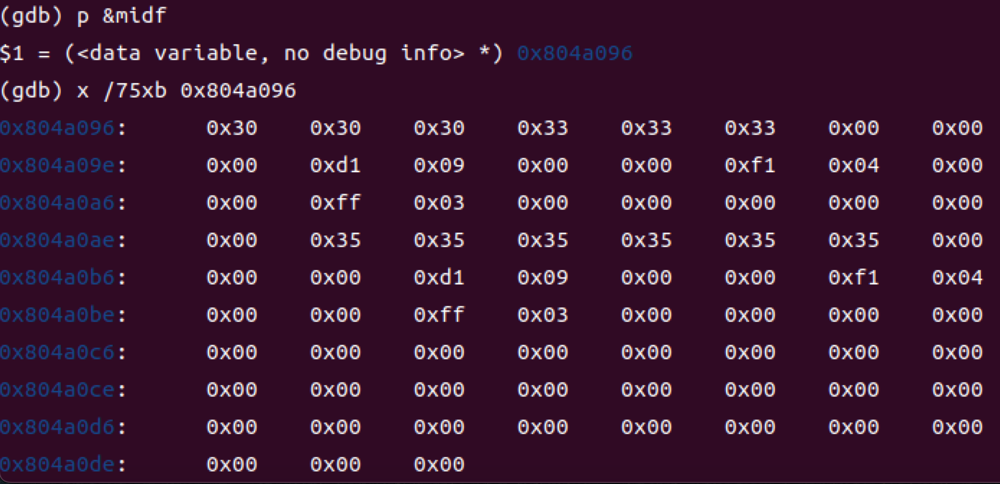 (gdb) p &midf
$1 = (<data variable, no debug info> *) 0x804a096
(gdb) x /75xb 0x804a096
0x804a096: 0x30 0x30 0x30 0x33 0x33 0x33 0x00 0x00
0x804a09e: 0x00 0xd1 0x09 0x00 0x00 0xf1 0x04 0x00
0x804a0a6: 0x00 0xff 0x03 0x00 0x00 0x00 0x00 0x00
0x804a0ae: 0x00 0x35 0x35 0x35 0x35 0x35 0x35 0x00
0x804a0b6: 0x00 0x00 0xd1 0x09 0x00 0x00 0xf1 0x04
0x804a0be: 0x00 0x00 0xff 0x03 0x00 0x00 0x00 0x00
0x804a0c6: 0x00 0x00 0x00 0x00 0x00 0x00 0x00 0x00
0x804a0ce: 0x00 0x00 0x00 0x00 0x00 0x00 0x00 0x00
0x804a0d6: 0x00 0x00 0x00 0x00 0x00 0x00 0x00 0x00
0x804a0de: 0x00 0x00 0x00